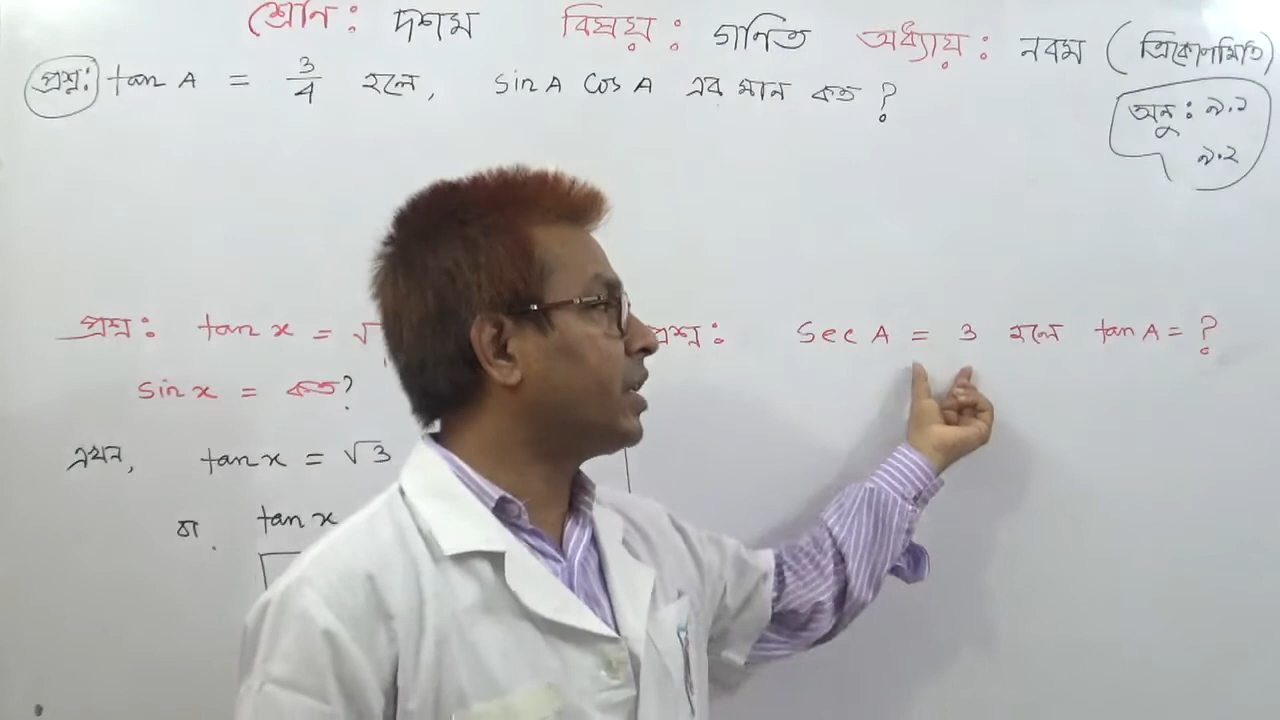 শ্রেণি: দশম বিষয়: গণিত অধ্যায়: নবম (ত্রিকোণমিতি)
প্রশ্ন: tan A = 3/4 হলে, sin A cos A এর মান কত ?
অনু: ৯.১
৯.২
প্রশ্ন: tan x = √
sin x = কত?
এখন, tan x = √3
বা, tan x
প্রশ্ন: Sec A = 3 হলে tan A = ?